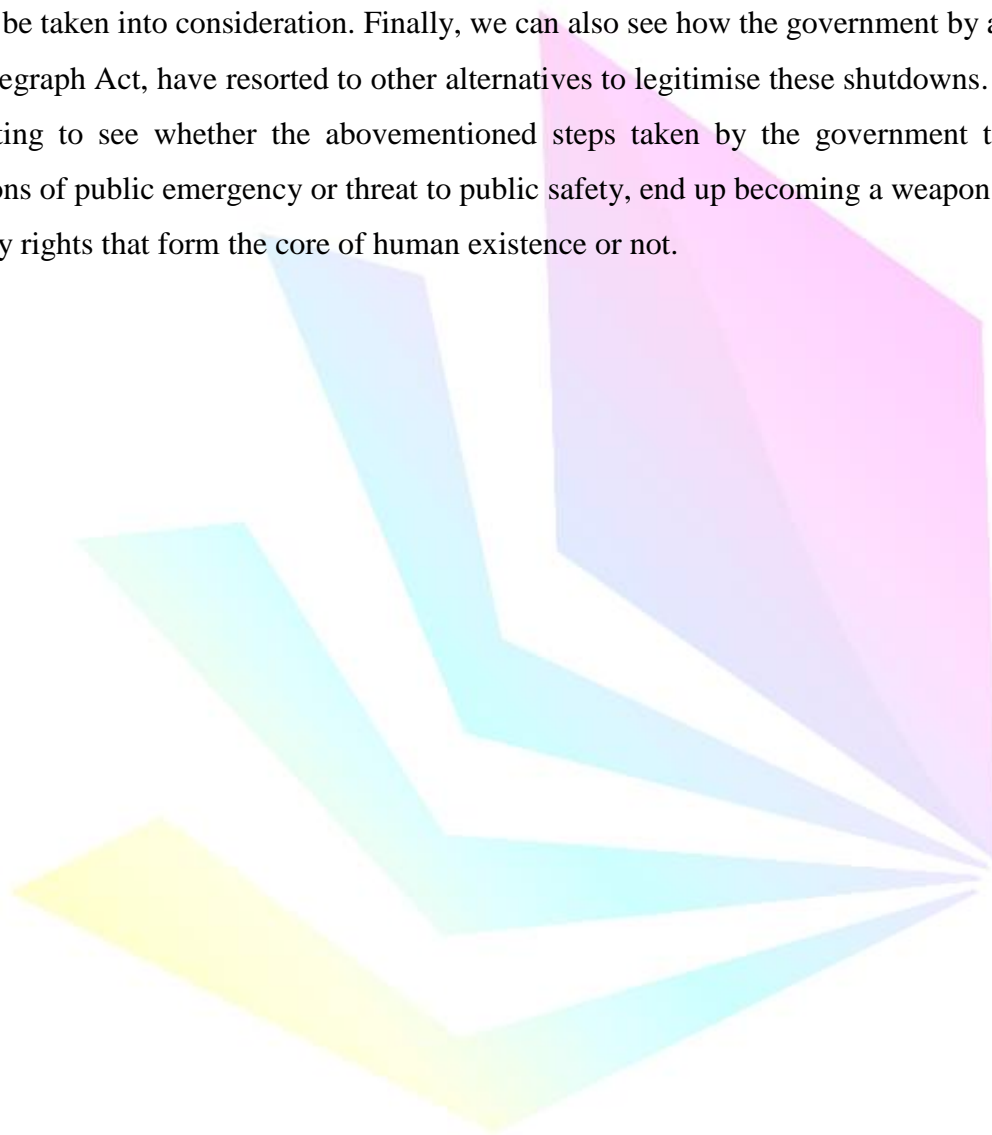 be taken into consideration. Finally, we can also see how the government by a
egraph Act, have resorted to other alternatives to legitimise these shutdowns.
ting to see whether the abovementioned steps taken by the government t
ons of public emergency or threat to public safety, end up becoming a weapon
y rights that form the core of human existence or not.